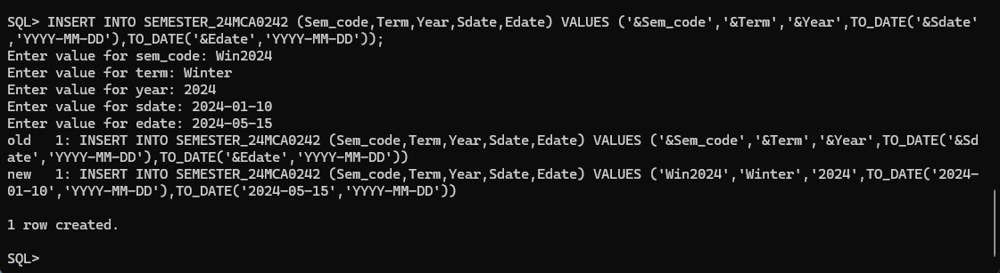 SQL> INSERT INTO SEMESTER_24MCA0242 (Sem_code,Term,Year,Sdate,Edate) VALUES ('&Sem_code','&Term','&Year',TO_DATE('&Sdate'
,'YYYY-MM-DD'),TO_DATE('&Edate','YYYY-MM-DD'));
Enter value for sem_code: Win2024
Enter value for term: Winter
Enter value for year: 2024
Enter value for sdate: 2024-01-10
Enter value for edate: 2024-05-15
old   1: INSERT INTO SEMESTER_24MCA0242 (Sem_code,Term,Year,Sdate,Edate) VALUES ('&Sem_code','&Term','&Year',TO_DATE('&Sd
ate','YYYY-MM-DD'),TO_DATE('&Edate','YYYY-MM-DD'))
new   1: INSERT INTO SEMESTER_24MCA0242 (Sem_code,Term,Year,Sdate,Edate) VALUES ('Win2024','Winter','2024',TO_DATE('2024-
01-10','YYYY-MM-DD'),TO_DATE('2024-05-15','YYYY-MM-DD'))
1 row created.
SQL>